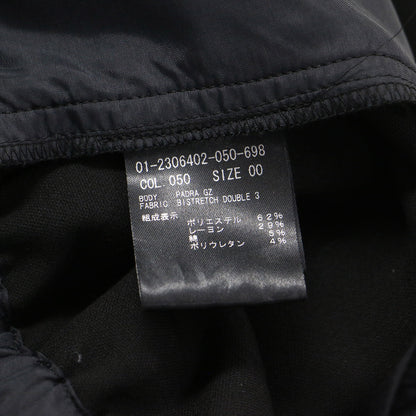 01-2306402-050-698
COL.050 SIZE 00
BODY PADRA GZ
FABRIC BISTRETCH DOUBLE 3
組成表示
ポリエステル 62%
レーヨン 29%
綿 5%
ポリウレタン 4%